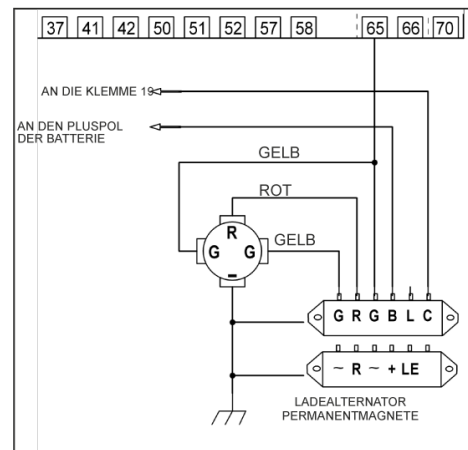 37 41 42 50 51 52 57 58 65 66 70
AN DIE KLEMME 19
AN DEN PLUSPOL
DER BATTERIE
GELB
ROT
R
G G
GELB
–
G R G B L C
~ R ~ + LE
LADEALTERNATOR
PERMANENTMAGNETE